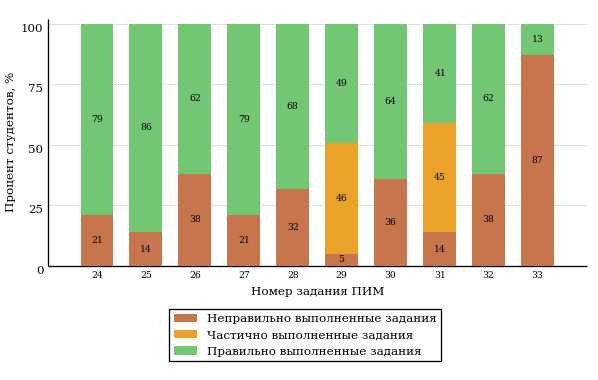 100
75
50
25
0
Процент студентов, %
79 86 62 79 68 49 64 41 62 13
21 14 38 21 32 46 36 45 38 87
5 14
24 25 26 27 28 29 30 31 32 33
Номер задания ПИМ
Неправильно выполненные задания
Частично выполненные задания
Правильно выполненные задания